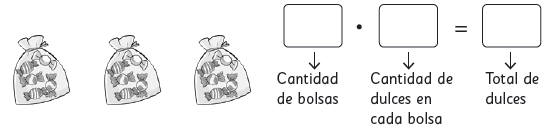 · =
Cantidad de bolsas
Cantidad de dulces en cada bolsa
Total de dulces